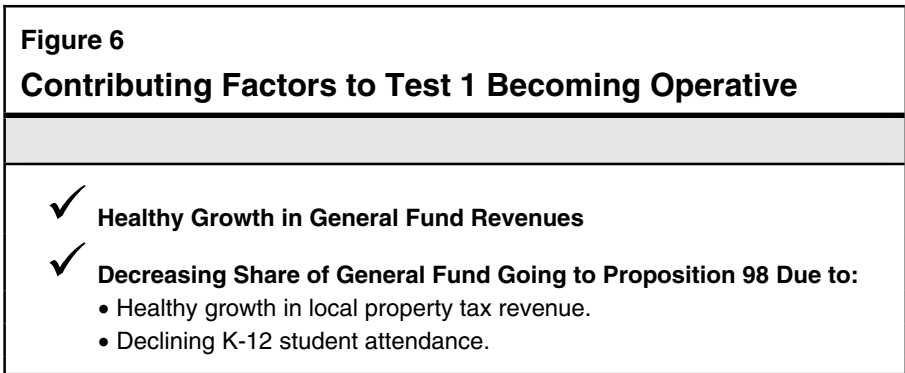 Figure 6
Contributing Factors to Test 1 Becoming Operative
✓ Healthy Growth in General Fund Revenues
✓ Decreasing Share of General Fund Going to Proposition 98 Due to:
• Healthy growth in local property tax revenue.
• Declining K-12 student attendance.